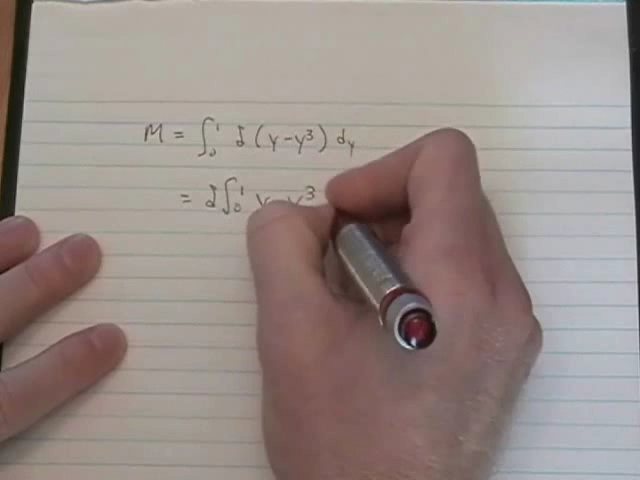 M = ∫₀¹ δ(y-y³) dy
= δ∫₀¹ y-y³